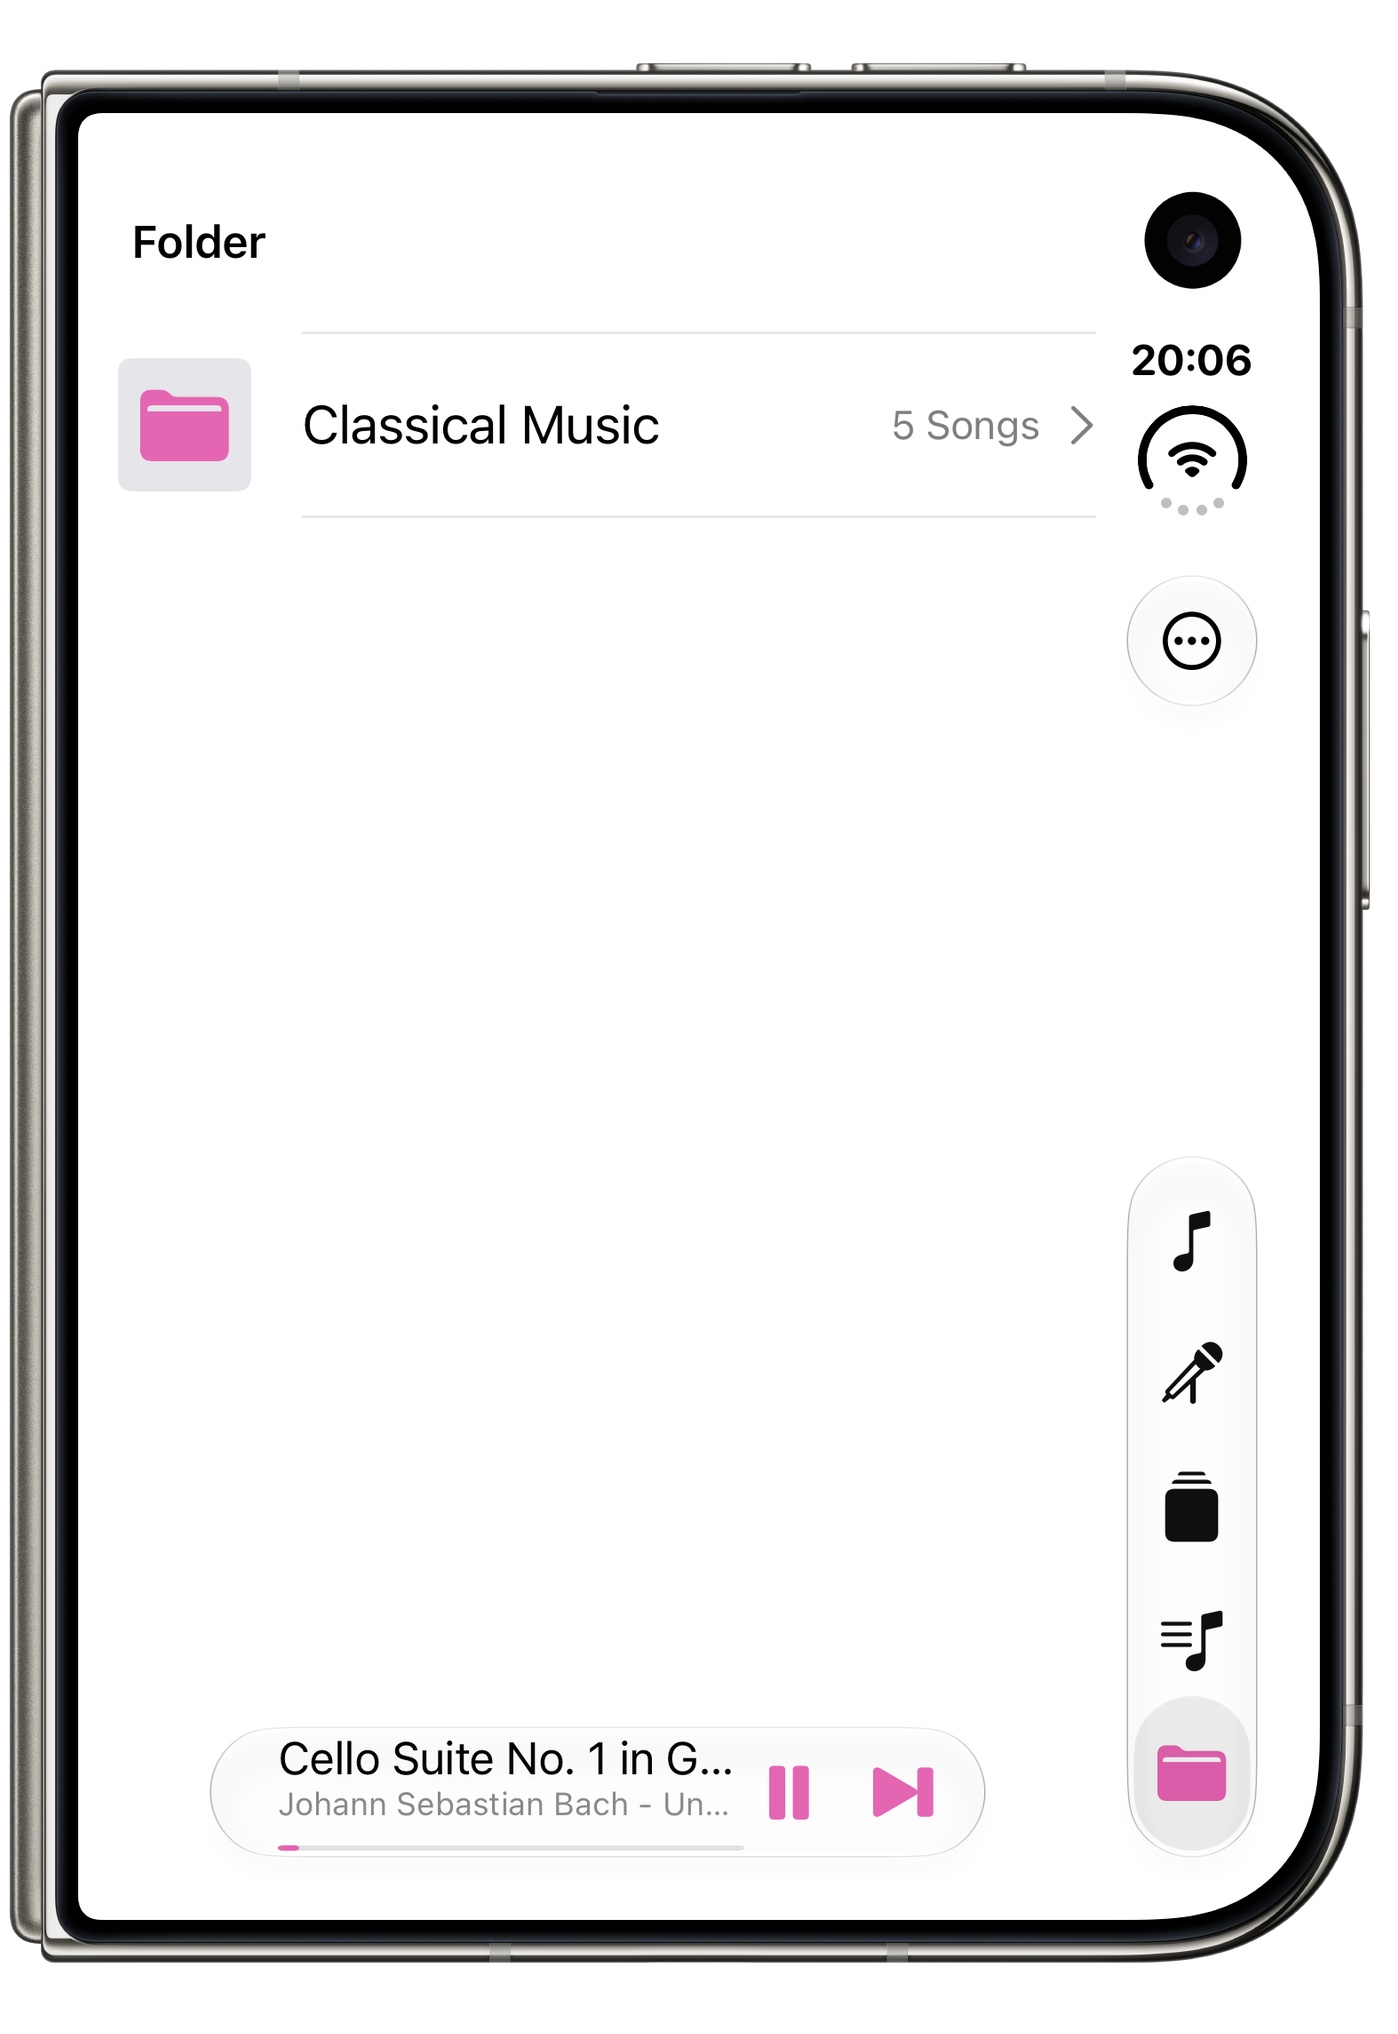 Folder
20:06
Classical Music
5 Songs
Cello Suite No. 1 in G...
Johann Sebastian Bach - Un...